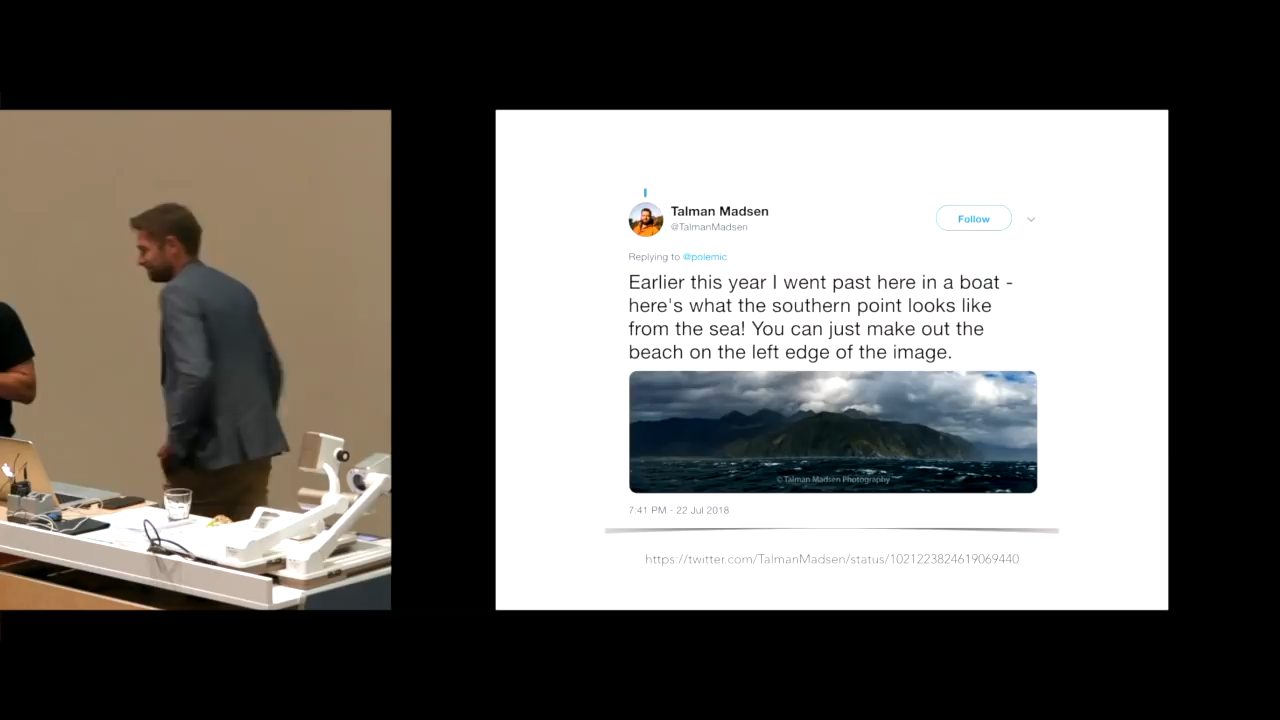 Talman Madsen
@TalmanMadsen
Follow
Replying to @polemic
Earlier this year I went past here in a boat -
here's what the southern point looks like
from the sea! You can just make out the
beach on the left edge of the image.
© Talman Madsen Photography
7:41 PM - 22 Jul 2018
https://twitter.com/TalmanMadsen/status/1021223824619069440